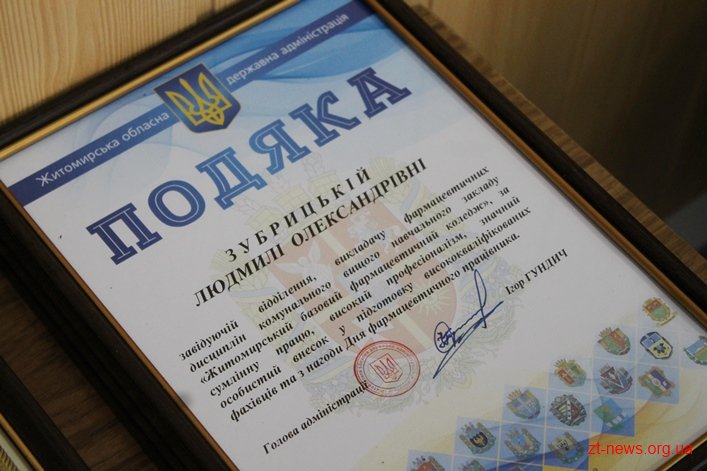 Житомирська обласна державна адміністрація
ПОДЯКА
ЗУБРИЦЬКІЙ
ЛЮДМИЛІ ОЛЕКСАНДРІВНІ
завідуючій відділення, викладачу фармацевтичних
дисциплін комунального вищого навчального закладу
«Житомирський базовий фармацевтичний коледж», за
сумлінну працю, високий професіоналізм, значний
особистий внесок у підготовку висококваліфікованих
фахівців та з нагоди Дня фармацевтичного працівника.
Голова адміністрації
Ігор ГУНДИЧ
zt-news.org.ua